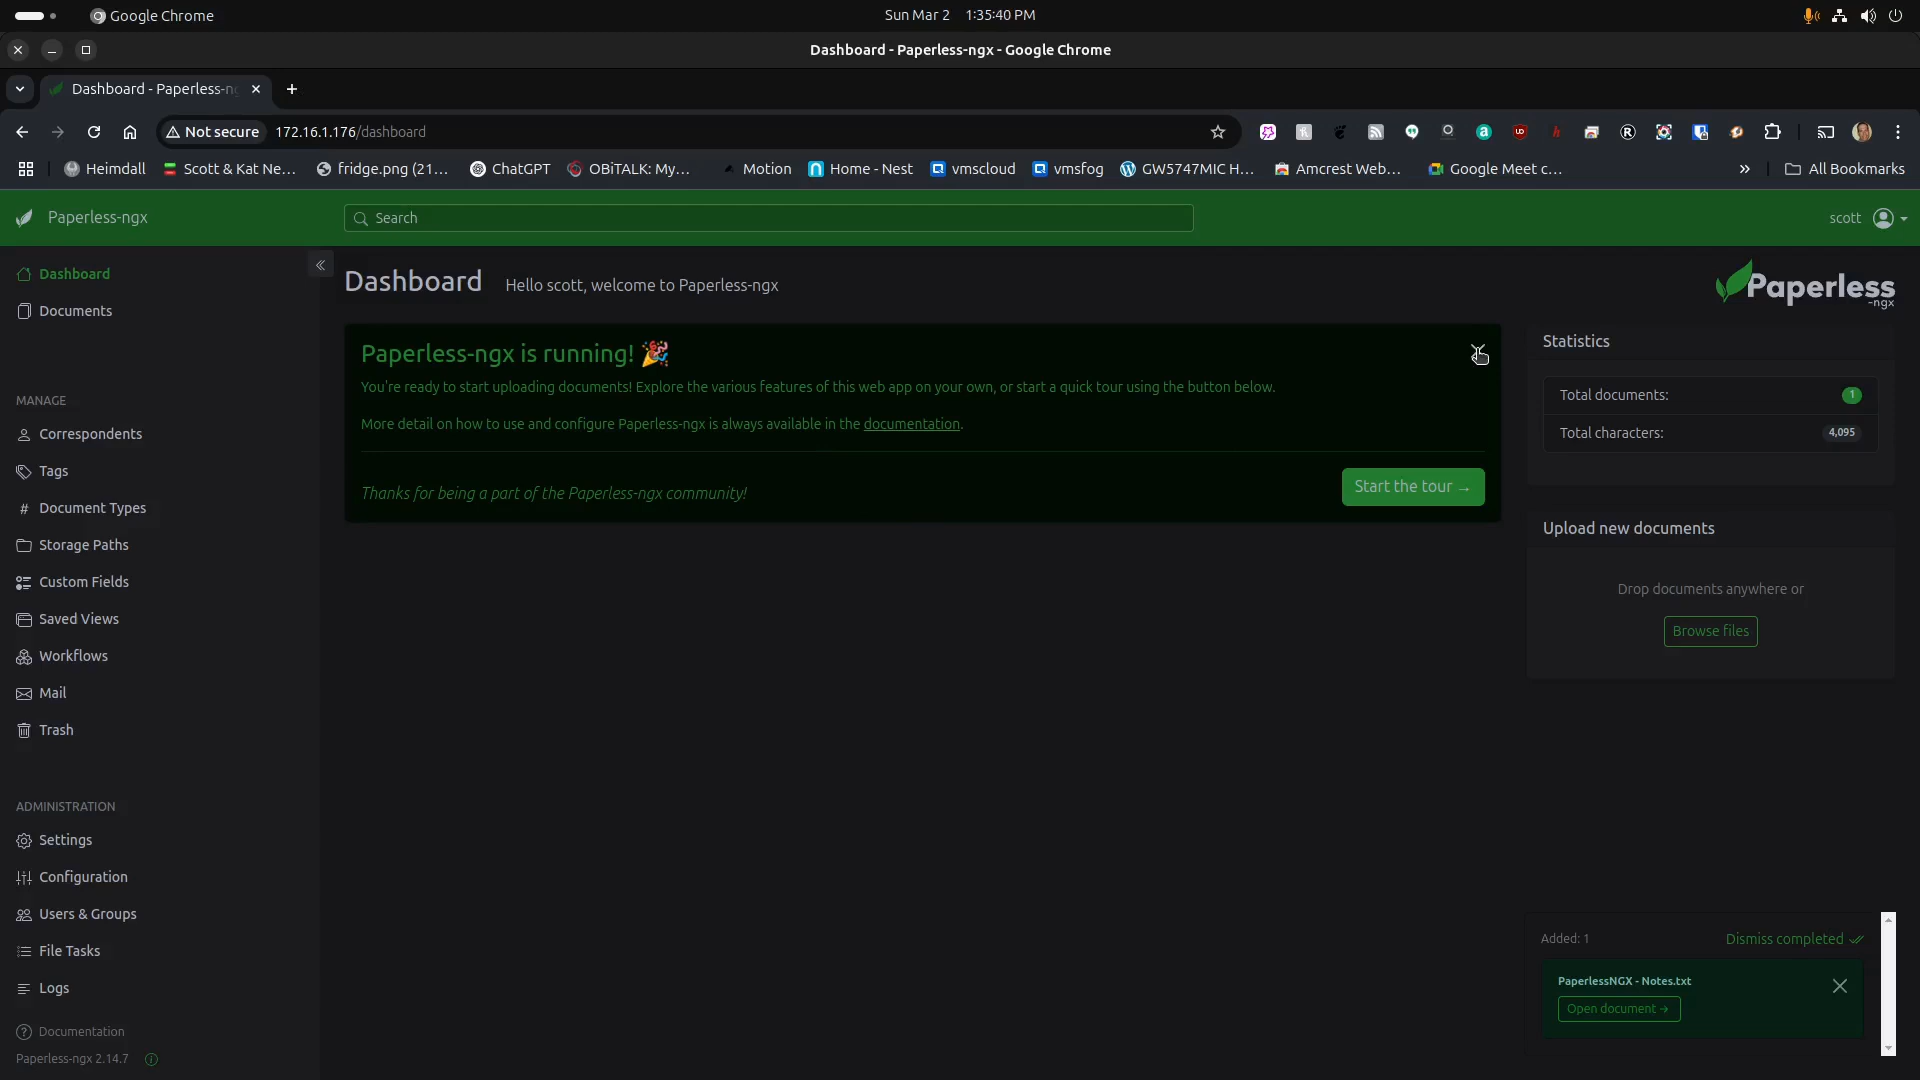 Google Chrome
Sun Mar 2 1:35:40 PM
Dashboard - Paperless-ngx - Google Chrome
Dashboard - Paperless-n
Not secure 172.16.1.176/dashboard
Heimdall Scott & Kat Ne... fridge.png (21... ChatGPT OBiTALK: My... Motion Home - Nest vmscloud vmsfog GW5747MIC H... Amcrest Web... Google Meet c... » All Bookmarks
Paperless-ngx
Search
scott
Dashboard
Documents
MANAGE
Correspondents
Tags
Document Types
Storage Paths
Custom Fields
Saved Views
Workflows
Mail
Trash
ADMINISTRATION
Settings
Configuration
Users & Groups
File Tasks
Logs
Documentation
Paperless-ngx 2.14.7
Dashboard Hello scott, welcome to Paperless-ngx
Paperless-ngx is running! 🎉
You're ready to start uploading documents! Explore the various features of this web app on your own, or start a quick tour using the button below.
More detail on how to use and configure Paperless-ngx is always available in the documentation.
Thanks for being a part of the Paperless-ngx community!
Start the tour →
Paperless
-ngx
Statistics
Total documents: 1
Total characters: 4,095
Upload new documents
Drop documents anywhere or
Browse files
Added: 1 Dismiss completed
PaperlessNGX - Notes.txt
Open document →